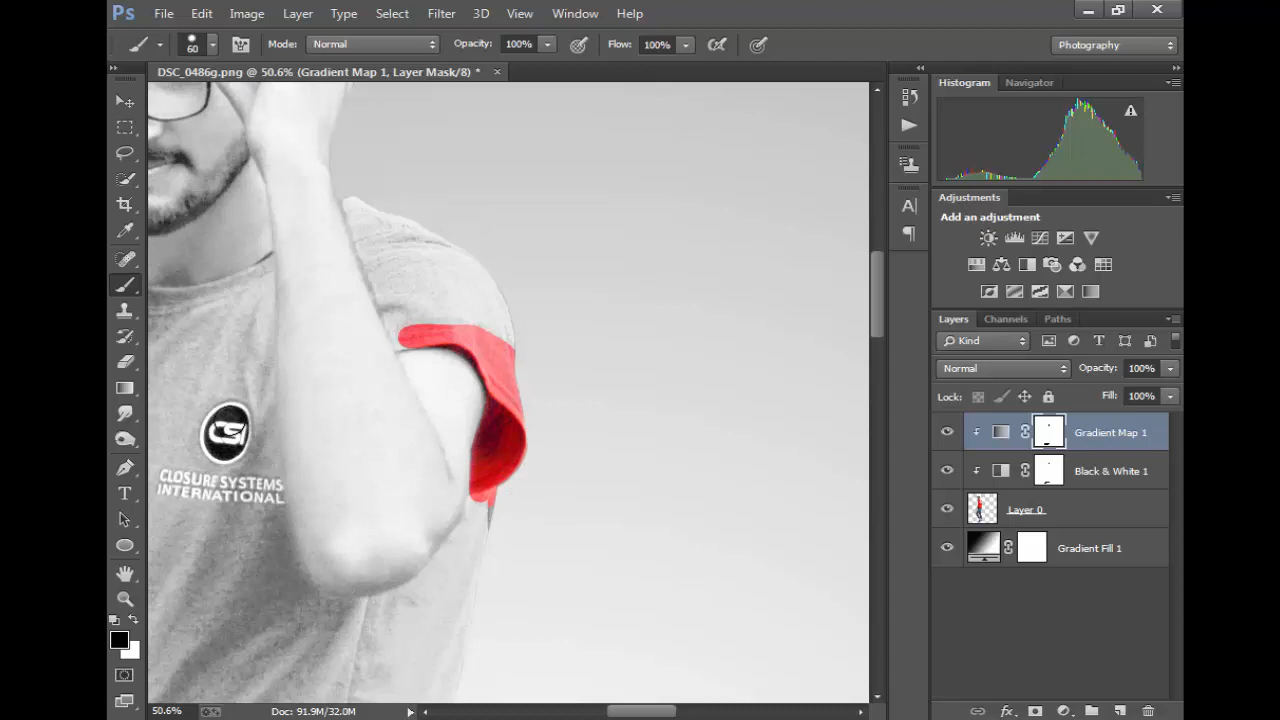 Ps File Edit Image Layer Type Select Filter 3D View Window Help
60 Mode: Normal Opacity: 100% Flow: 100% Photography
DSC_0486g.png @ 50.6% (Gradient Map 1, Layer Mask/8) * ×
Histogram Navigator
Adjustments
Add an adjustment
Layers Channels Paths
Kind
Normal Opacity: 100%
Lock: Fill: 100%
Gradient Map 1
Black & White 1
Layer 0
Gradient Fill 1
CLOSURE SYSTEMS
INTERNATIONAL
50.6% Doc: 91.9M/32.0M